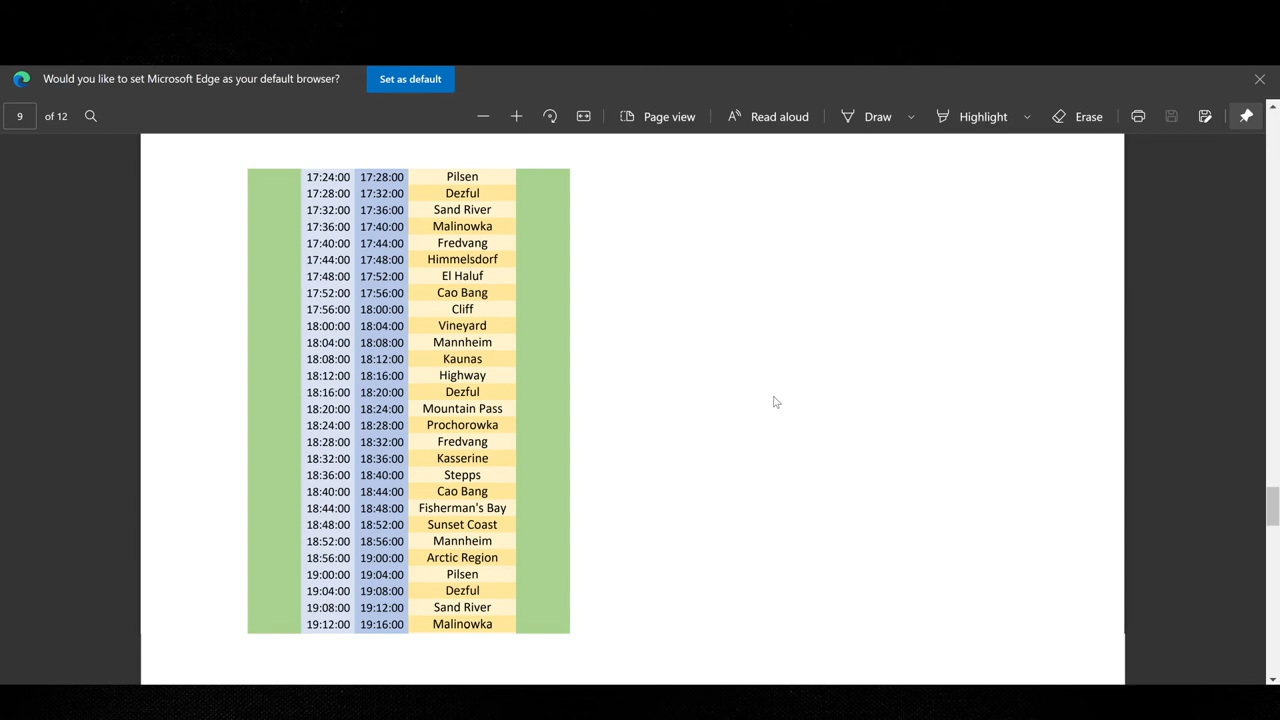 Would you like to set Microsoft Edge as your default browser? Set as default
9 of 12 Page view Read aloud Draw Highlight Erase
17:24:00 17:28:00 Pilsen
17:28:00 17:32:00 Dezful
17:32:00 17:36:00 Sand River
17:36:00 17:40:00 Malinowka
17:40:00 17:44:00 Fredvang
17:44:00 17:48:00 Himmelsdorf
17:48:00 17:52:00 El Haluf
17:52:00 17:56:00 Cao Bang
17:56:00 18:00:00 Cliff
18:00:00 18:04:00 Vineyard
18:04:00 18:08:00 Mannheim
18:08:00 18:12:00 Kaunas
18:12:00 18:16:00 Highway
18:16:00 18:20:00 Dezful
18:20:00 18:24:00 Mountain Pass
18:24:00 18:28:00 Prochorowka
18:28:00 18:32:00 Fredvang
18:32:00 18:36:00 Kasserine
18:36:00 18:40:00 Stepps
18:40:00 18:44:00 Cao Bang
18:44:00 18:48:00 Fisherman's Bay
18:48:00 18:52:00 Sunset Coast
18:52:00 18:56:00 Mannheim
18:56:00 19:00:00 Arctic Region
19:00:00 19:04:00 Pilsen
19:04:00 19:08:00 Dezful
19:08:00 19:12:00 Sand River
19:12:00 19:16:00 Malinowka